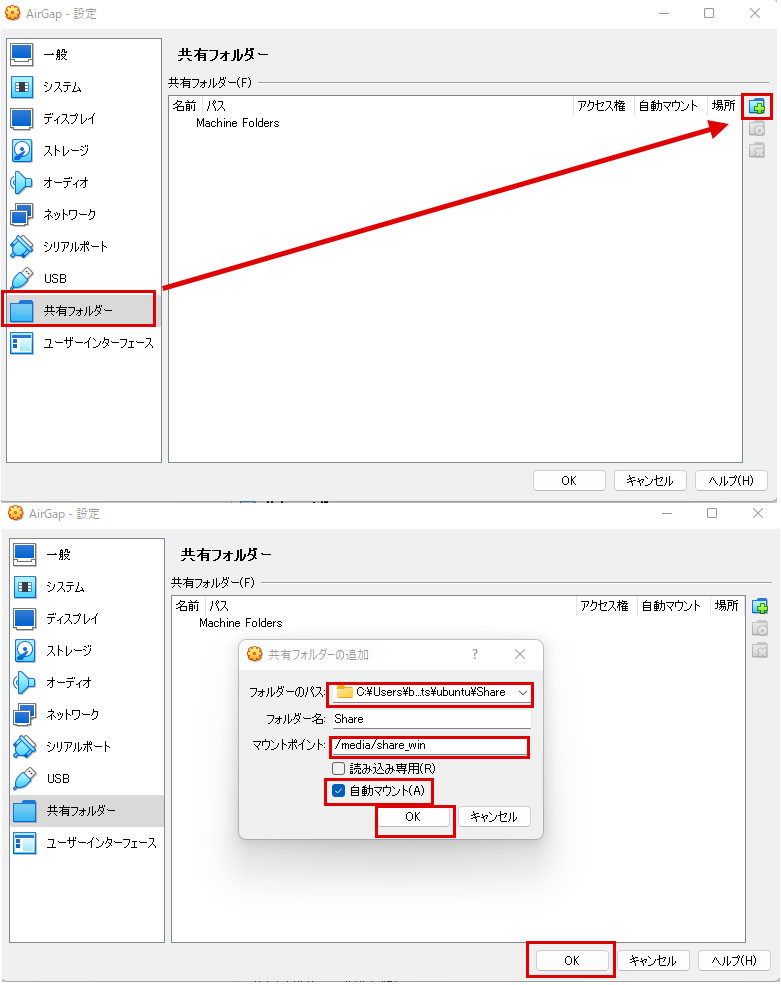 AirGap - 設定
一般
システム
ディスプレイ
ストレージ
オーディオ
ネットワーク
シリアルポート
USB
共有フォルダー
ユーザーインターフェース
共有フォルダー
共有フォルダー(F)
名前 パス アクセス権 自動マウント 場所
Machine Folders
OK キャンセル ヘルプ(H)
AirGap - 設定
一般
システム
ディスプレイ
ストレージ
オーディオ
ネットワーク
シリアルポート
USB
共有フォルダー
ユーザーインターフェース
共有フォルダー
共有フォルダー(F)
名前 パス アクセス権 自動マウント 場所
Machine Folders
共有フォルダーの追加 ?
フォルダーのパス: C:¥Users¥b...ts¥ubuntu¥Share
フォルダー名: Share
マウントポイント: /media/share_win
読み込み専用(R)
自動マウント(A)
OK キャンセル
OK キャンセル ヘルプ(H)